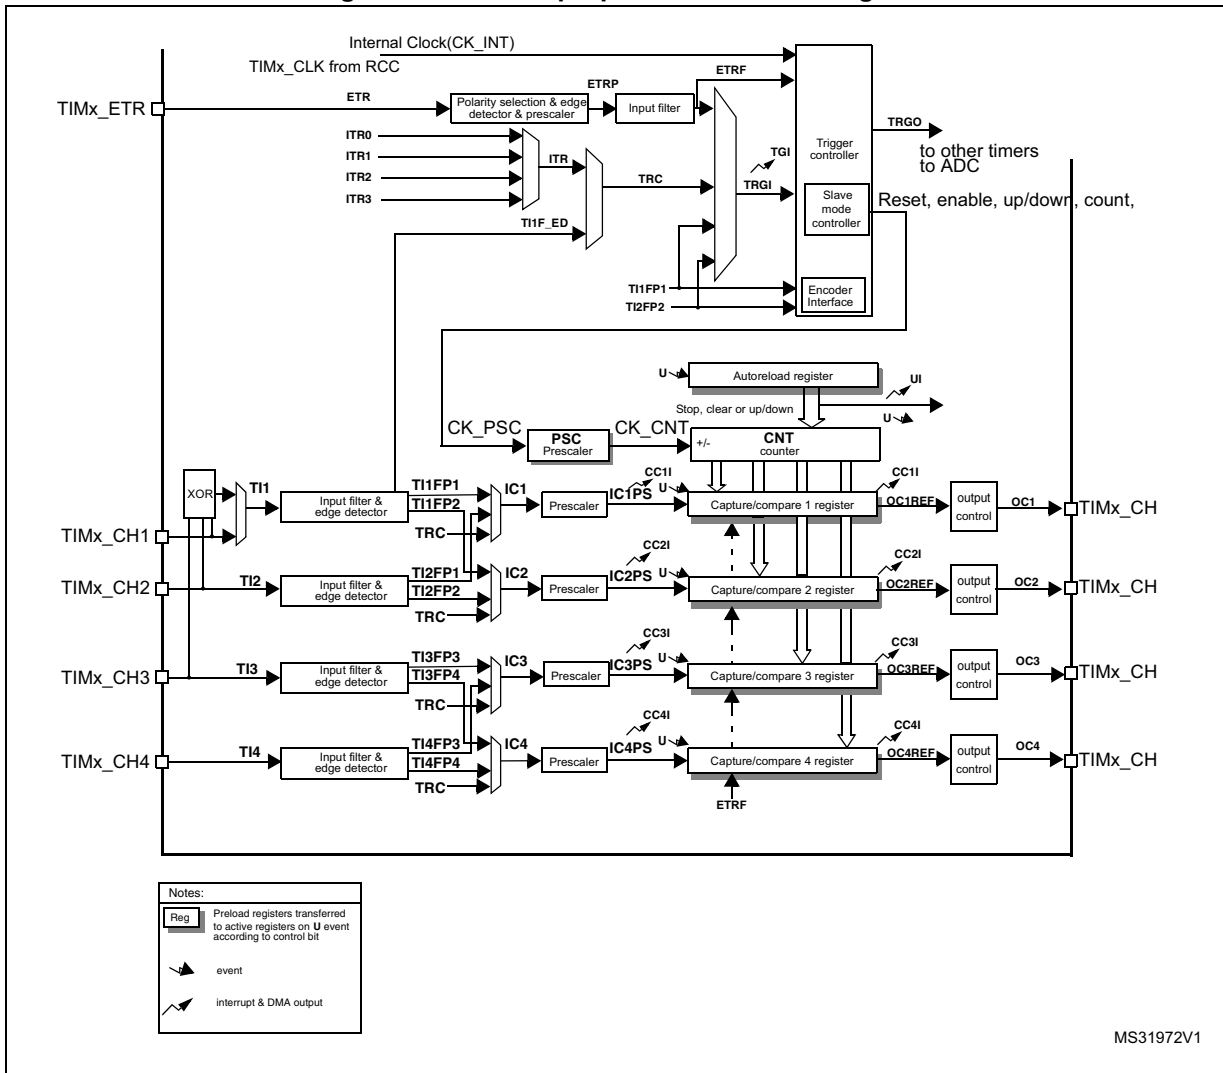 Internal Clock(CK_INT)
TIMx_CLK from RCC
ETRF
ETRP
TIMx_ETR
ETR
Polarity selection & edge
detector & prescaler
Input filter
ITR0
ITR1
ITR2
ITR3
ITR
TRC
TI1F_ED
TGI
TRGI
Trigger
controller
TRGO
to other timers
to ADC
Slave
mode
controller
Reset, enable, up/down, count,
TI1FP1
TI2FP2
Encoder
Interface
U
Autoreload register
UI
Stop, clear or up/down
U
CK_PSC
PSC
Prescaler
CK_CNT
+/-
CNT
counter
XOR
TI1
Input filter &
edge detector
TI1FP1
TI1FP2
TRC
IC1
Prescaler
CC1I
IC1PS
U
Capture/compare 1 register
CC1I
OC1REF
output
control
OC1
TIMx_CH
TIMx_CH1
TIMx_CH2
TI2
Input filter &
edge detector
TI2FP1
TI2FP2
TRC
IC2
Prescaler
CC2I
IC2PS
U
Capture/compare 2 register
CC2I
OC2REF
output
control
OC2
TIMx_CH
TIMx_CH3
TI3
Input filter &
edge detector
TI3FP3
TI3FP4
TRC
IC3
Prescaler
CC3I
IC3PS
U
Capture/compare 3 register
CC3I
OC3REF
output
control
OC3
TIMx_CH
TIMx_CH4
TI4
Input filter &
edge detector
TI4FP3
TI4FP4
TRC
IC4
Prescaler
CC4I
IC4PS
U
Capture/compare 4 register
CC4I
OC4REF
output
control
OC4
TIMx_CH
ETRF
Notes:
Reg
Preload registers transferred
to active registers on U event
according to control bit
event
interrupt & DMA output
MS31972V1